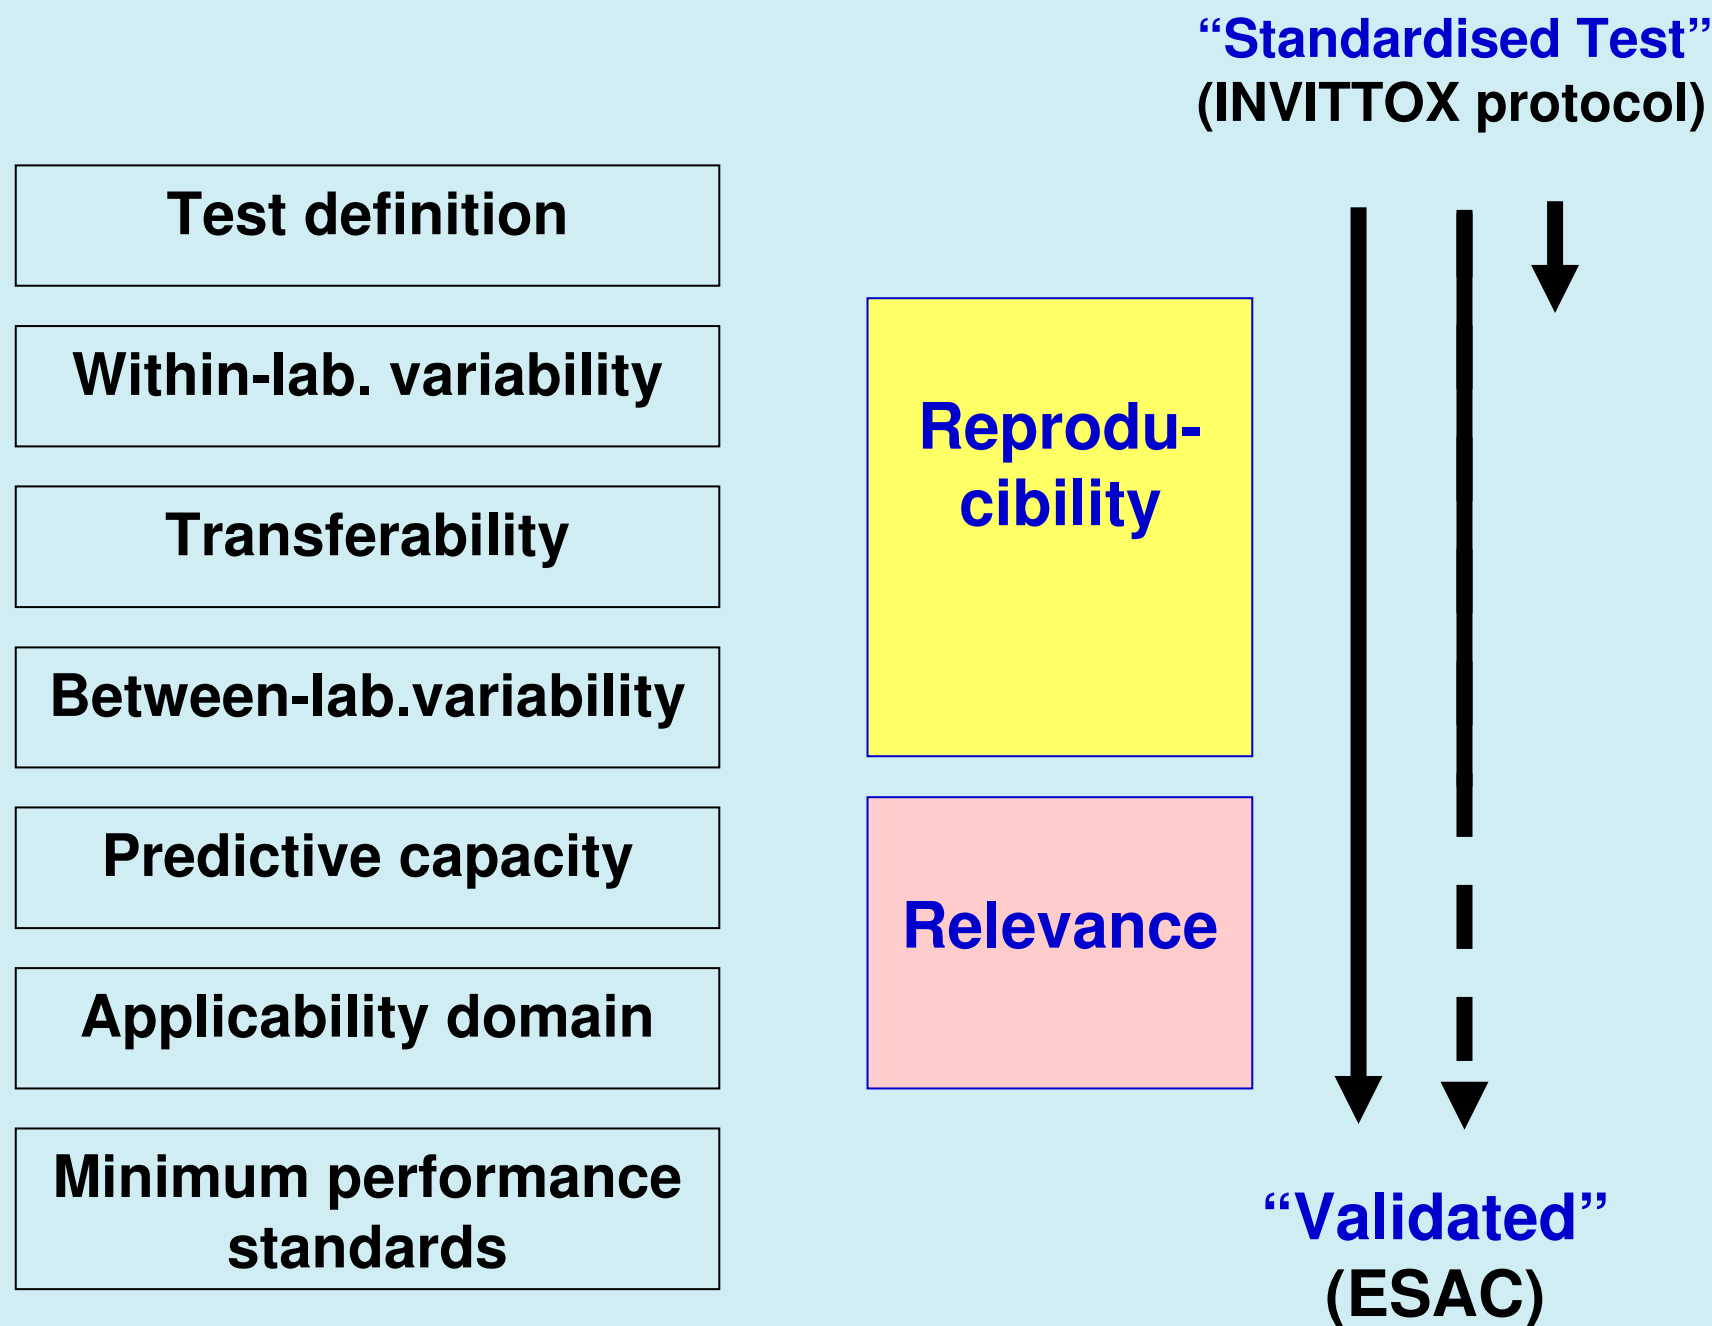 “Standardised Test”
(INVITTOX protocol)
Test definition
Within-lab. variability
Transferability
Between-lab.variability
Predictive capacity
Applicability domain
Minimum performance
standards
Reprodu-
cibility
Relevance
“Validated”
(ESAC)